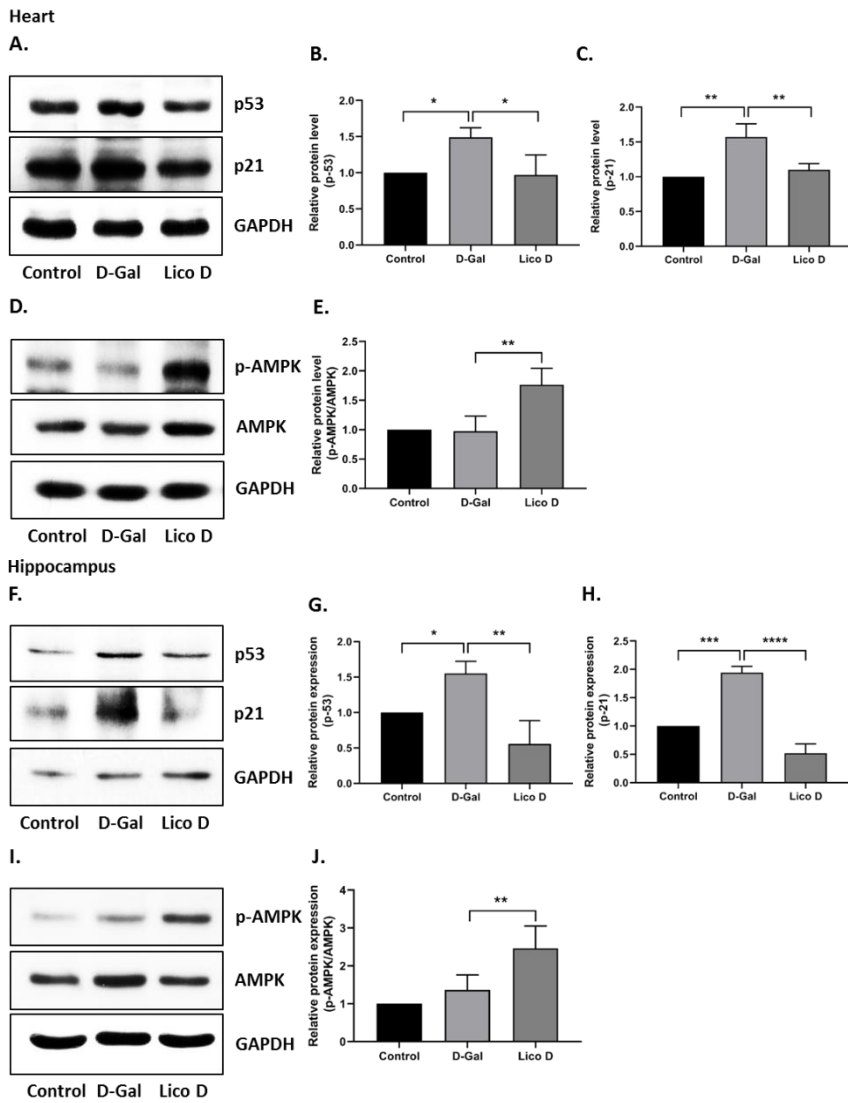 Heart
A.
p53
p21
GAPDH
Control D-Gal Lico D
B.
Relative protein level
(p-53)
2.0
1.5
1.0
0.5
0.0
* *
Control D-Gal Lico D
C.
Relative protein level
(p-21)
2.0
1.5
1.0
0.5
0.0
** **
Control D-Gal Lico D
D.
p-AMPK
AMPK
GAPDH
Control D-Gal Lico D
E.
Relative protein level
(p-AMPK/AMPK)
2.5
2.0
1.5
1.0
0.5
0.0
**
Control D-Gal Lico D
Hippocampus
F.
p53
p21
GAPDH
Control D-Gal Lico D
G.
Relative protein expression
(p-53)
2.0
1.5
1.0
0.5
0.0
* **
Control D-Gal Lico D
H.
Relative protein expression
(p-21)
2.5
2.0
1.5
1.0
0.5
0.0
*** ****
Control D-Gal Lico D
I.
p-AMPK
AMPK
GAPDH
Control D-Gal Lico D
J.
Relative protein expression
(p-AMPK/AMPK)
4
3
2
1
0
**
Control D-Gal Lico D